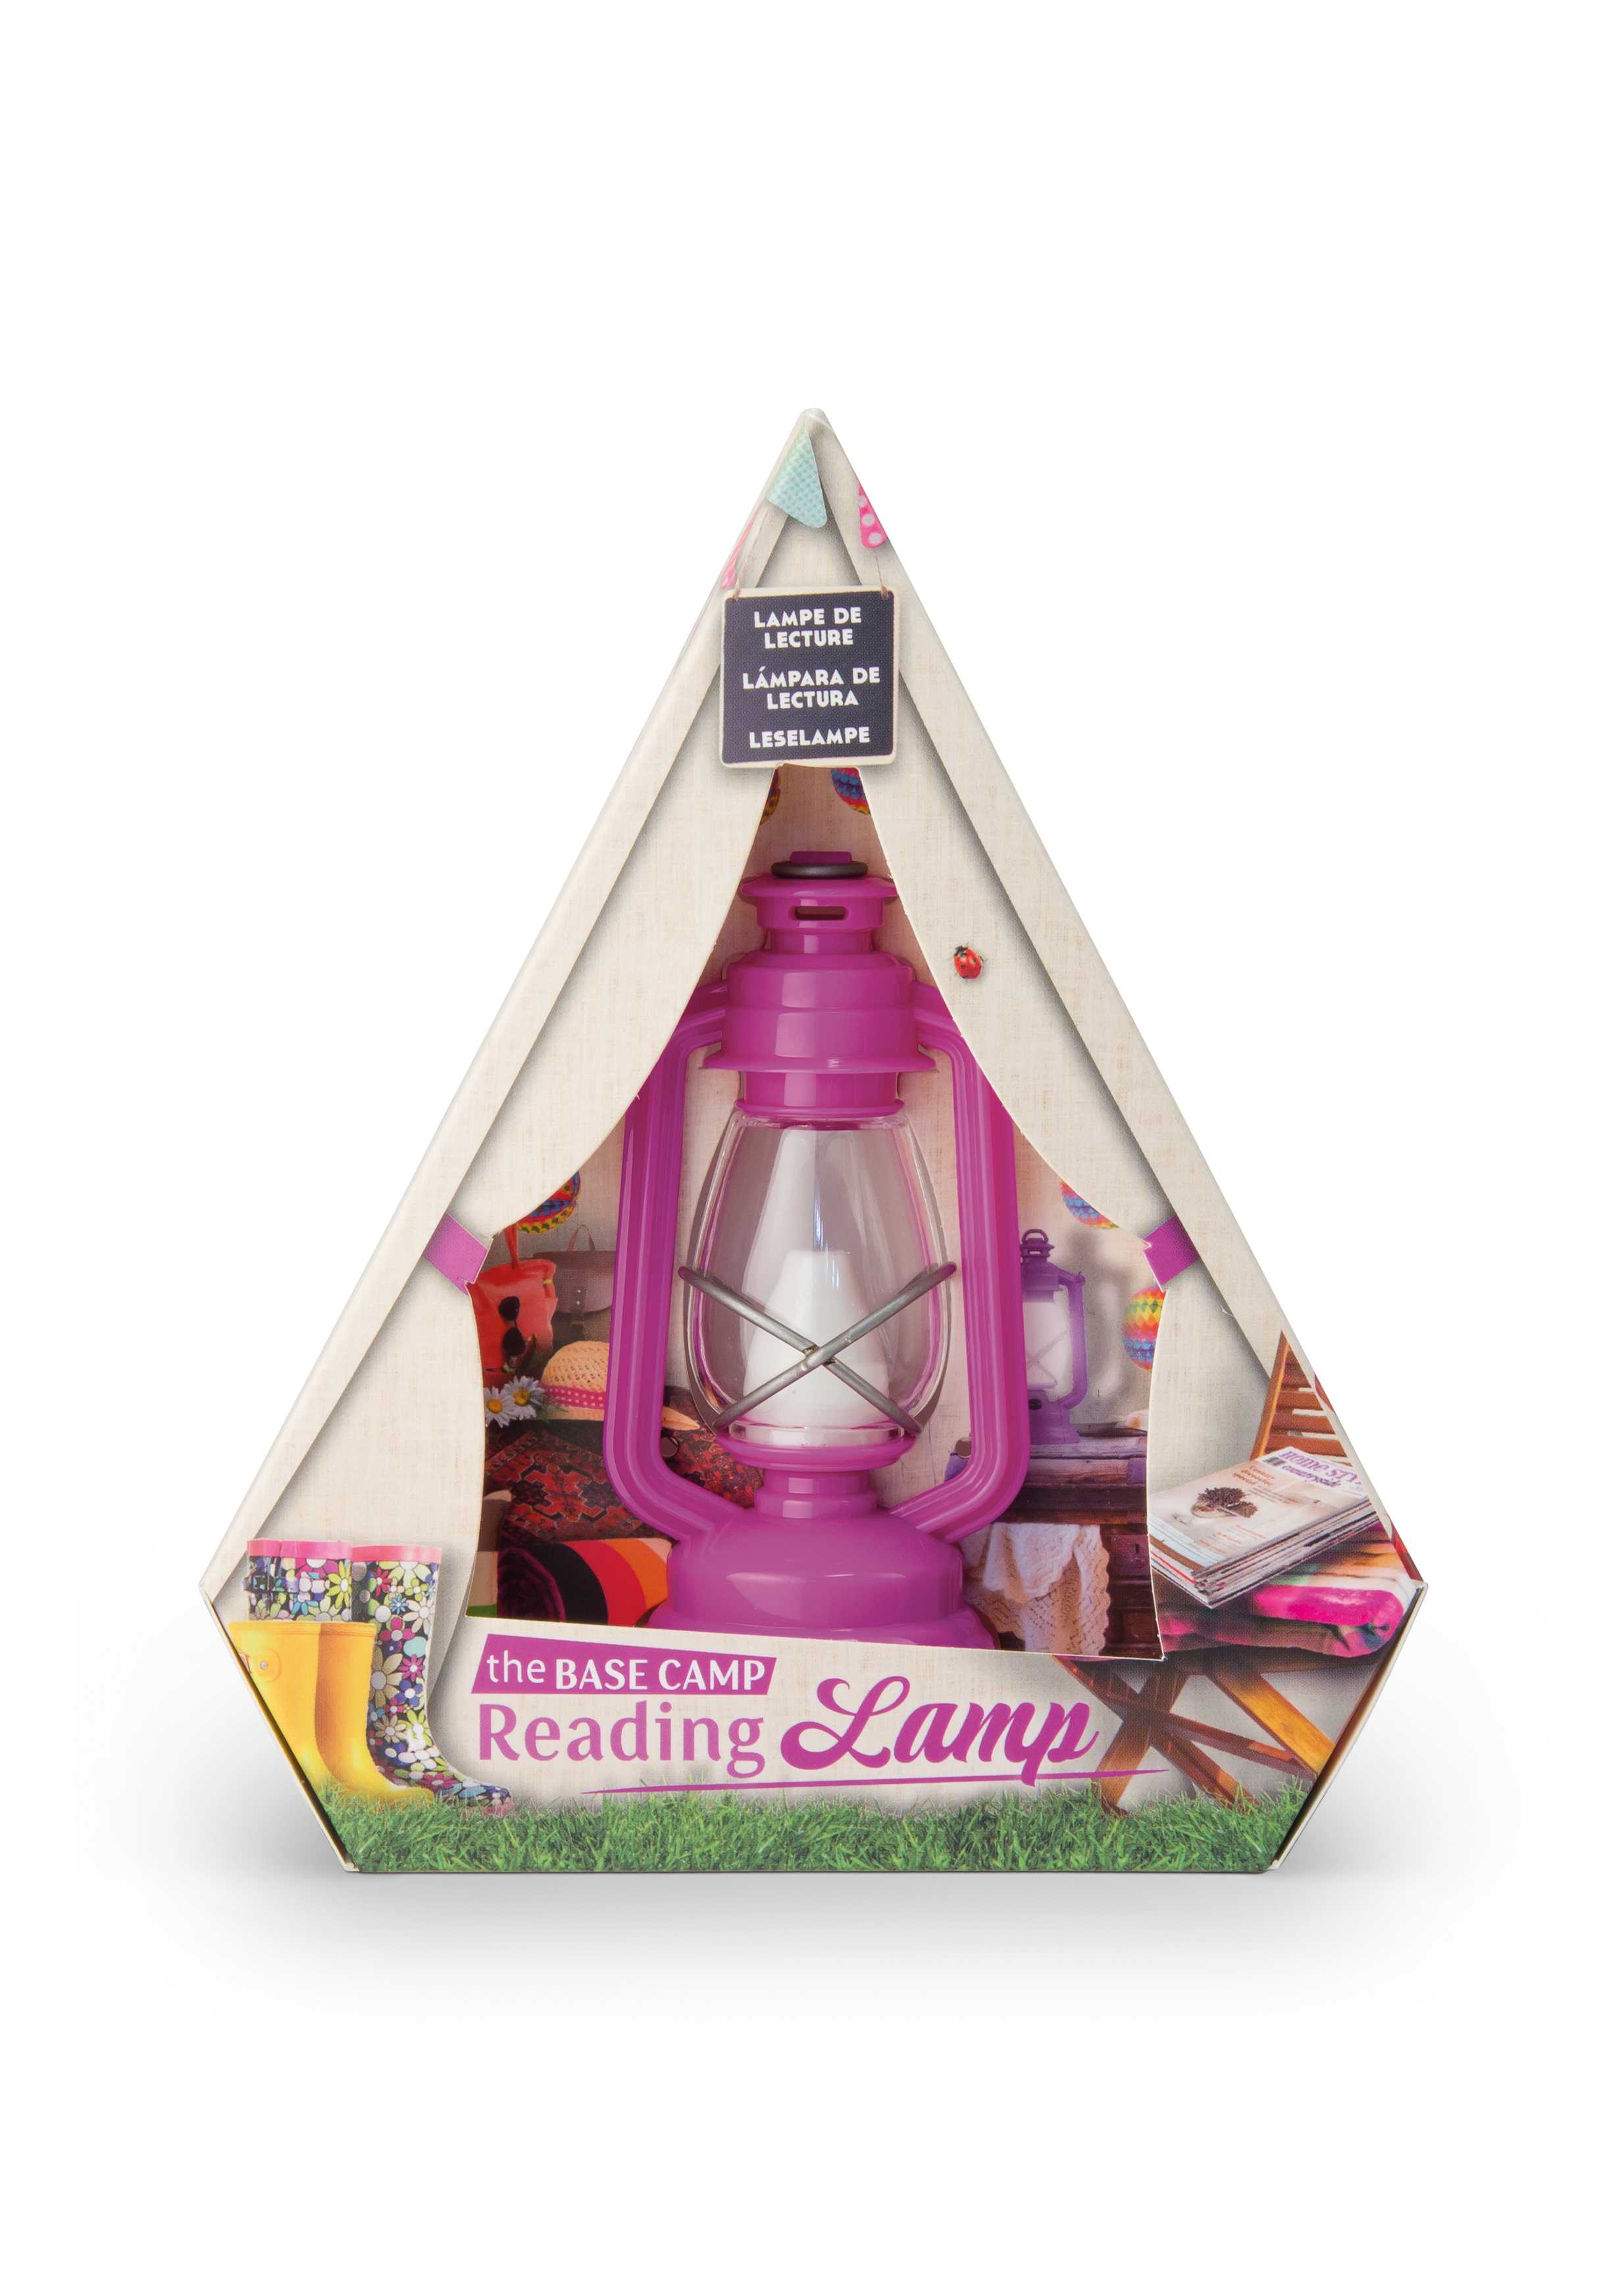 LAMPE DE
LECTURE
LÁMPARA DE
LECTURA
LESELAMPE
the BASE CAMP
Reading Lamp